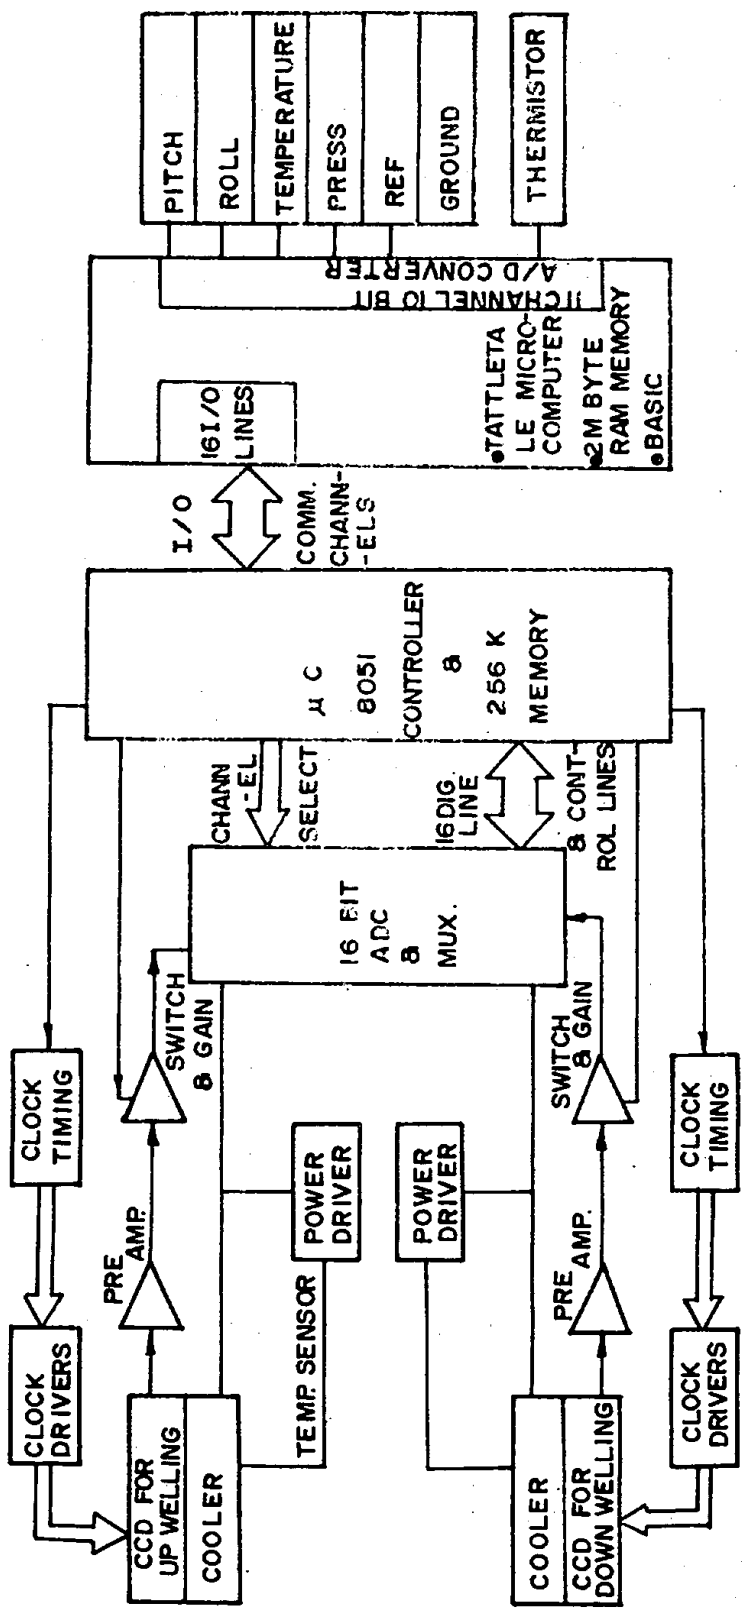 CLOCK
DRIVERS
CLOCK
TIMING
CCD FOR
UP WELLING
COOLER
PRE
AMP.
SWITCH
& GAIN
TEMP. SENSOR
POWER
DRIVER
POWER
DRIVER
COOLER
CCD FOR
DOWN WELLING
PRE
AMP.
SWITCH
& GAIN
CLOCK
DRIVERS
CLOCK
TIMING
16 BIT
ADC
&
MUX.
CHANN
-EL
SELECT
16 DIG.
LINE
& CONT-
ROL LINES
μC
8051
CONTROLLER
&
256 K
MEMORY
I/O
COMM.
CHANN-
-ELS
16 I/O
LINES
●TATTLETA
LE MICRO-
COMPUTER
●2M BYTE
RAM MEMORY
●BASIC
11 CHANNEL 10 BIT
A/D CONVERTER
PITCH
ROLL
TEMPERATURE
PRESS
REF
GROUND
THERMISTOR